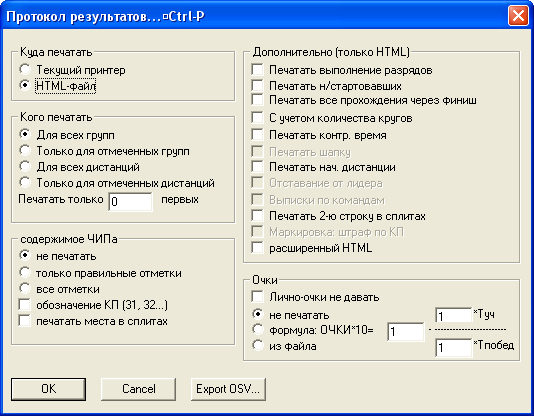 Протокол результатов...¤Ctrl-P
Куда печатать
Текущий принтер
HTML-файл
Кого печатать
Для всех групп
Только для отмеченных групп
Для всех дистанций
Только для отмеченных дистанций
Печатать только 0 первых
содержимое ЧИПа
не печатать
только правильные отметки
все отметки
обозначение КП (31, 32...)
печатать места в сплитах
Дополнительно (только HTML)
Печатать выполнение разрядов
Печатать н/стартовавших
Печатать все прохождения через финиш
С учетом количества кругов
Печатать контр. время
Печатать шапку
Печатать нач. дистанции
Отставание от лидера
Выписки по командам
Печатать 2-ю строку в сплитах
Маркировка: штраф по КП
расширенный HTML
Очки
Лично-очки не давать
не печатать
1 *Туч
формула: ОЧКИ*10= 1 - --------------------
из файла
1 *Тпобед
OK
Cancel
Export OSV...